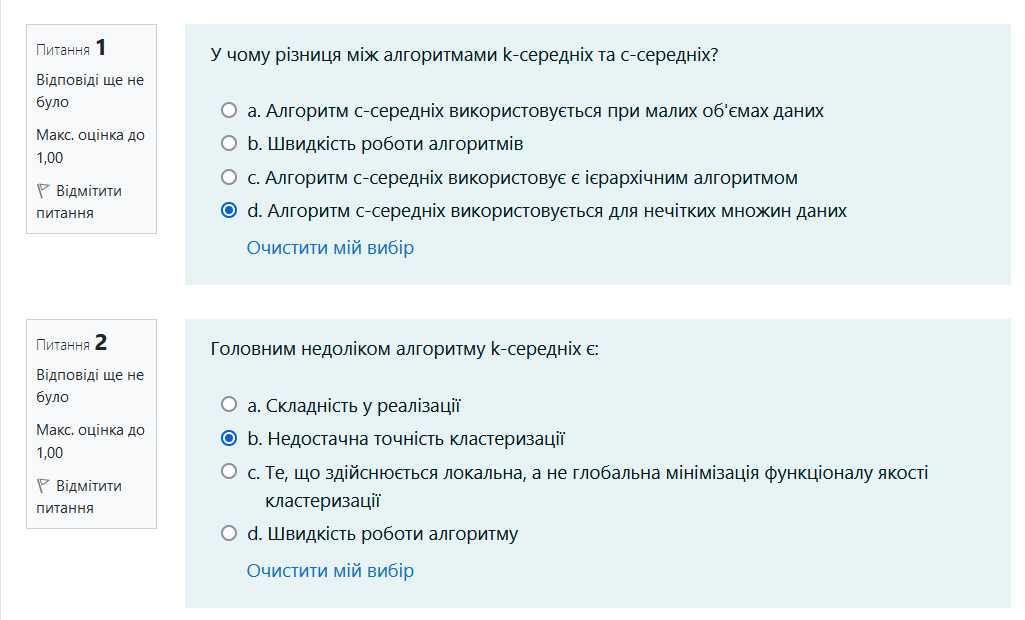 Питання 1
Відповіді ще не
було
Макс. оцінка до
1,00
Відмітити
питання
У чому різниця між алгоритмами k-середніх та c-середніх?
a. Алгоритм c-середніх використовується при малих об'ємах даних
b. Швидкість роботи алгоритмів
c. Алгоритм c-середніх використовує є ієрархічним алгоритмом
d. Алгоритм c-середніх використовується для нечітких множин даних
Очистити мій вибір
Питання 2
Відповіді ще не
було
Макс. оцінка до
1,00
Відмітити
питання
Головним недоліком алгоритму k-середніх є:
a. Складність у реалізації
b. Недостачна точність кластеризації
c. Те, що здійснюється локальна, а не глобальна мінімізація функціоналу якості
кластеризації
d. Швидкість роботи алгоритму
Очистити мій вибір